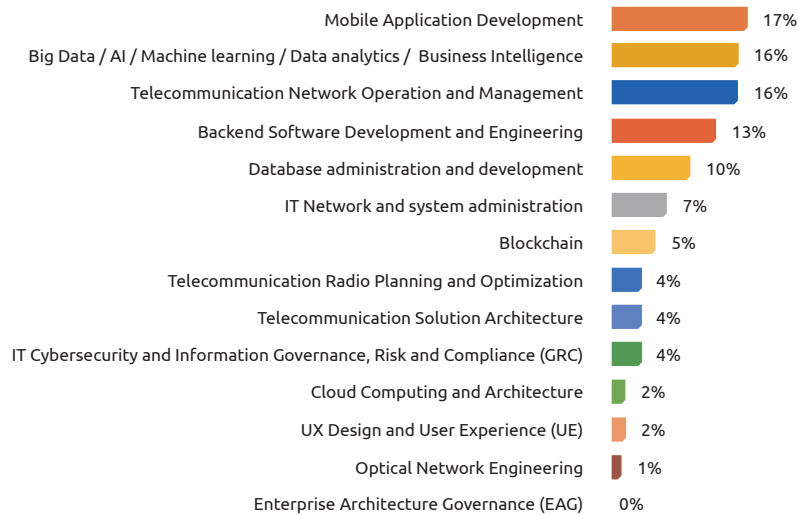 Mobile Application Development 17%
Big Data / AI / Machine learning / Data analytics / Business Intelligence 16%
Telecommunication Network Operation and Management 16%
Backend Software Development and Engineering 13%
Database administration and development 10%
IT Network and system administration 7%
Blockchain 5%
Telecommunication Radio Planning and Optimization 4%
Telecommunication Solution Architecture 4%
IT Cybersecurity and Information Governance, Risk and Compliance (GRC) 4%
Cloud Computing and Architecture 2%
UX Design and User Experience (UE) 2%
Optical Network Engineering 1%
Enterprise Architecture Governance (EAG) 0%